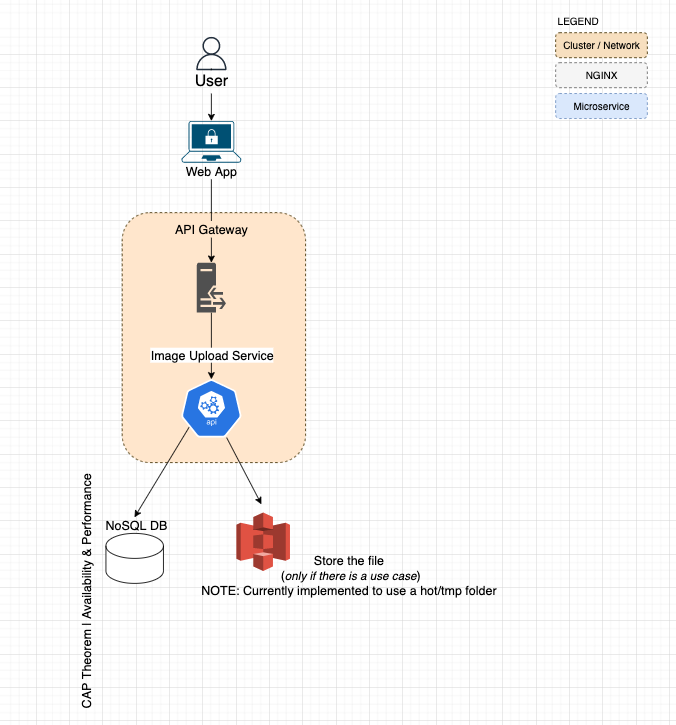 LEGEND
Cluster / Network
NGINX
Microservice
User
Web App
API Gateway
Image Upload Service
api
NoSQL DB
Store the file
(only if there is a use case)
NOTE: Currently implemented to use a hot/tmp folder
CAP Theorem | Availability & Performance